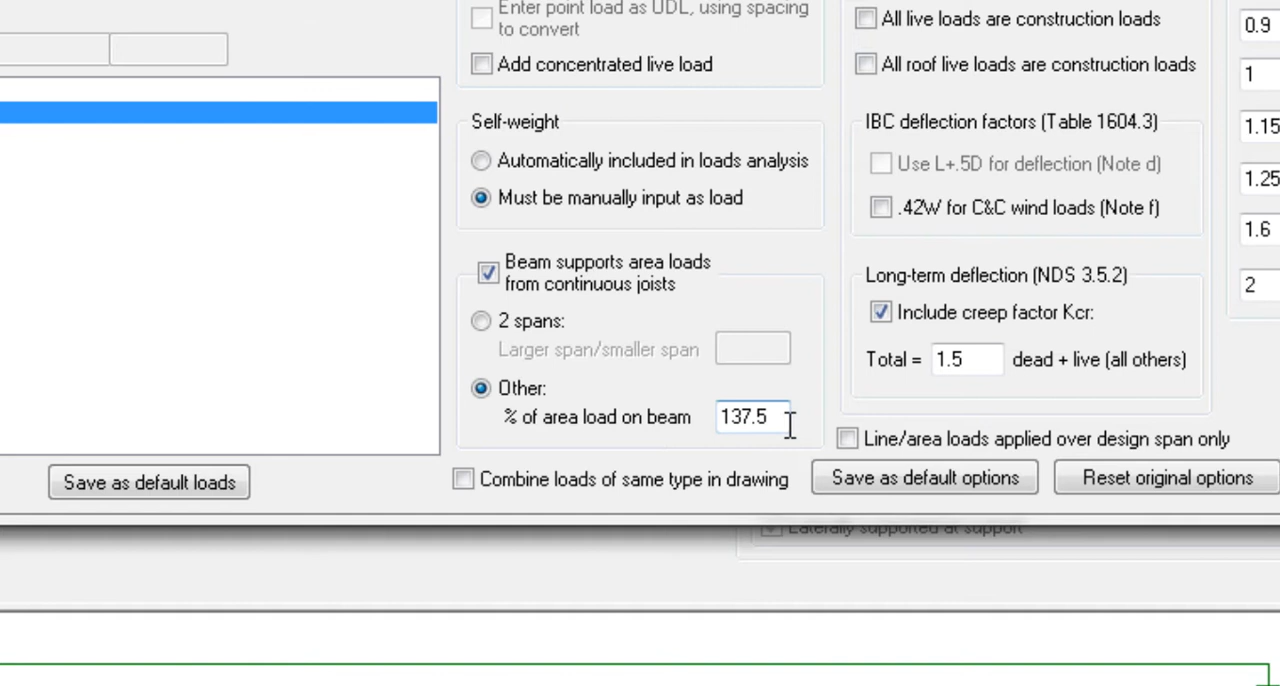 Enter point load as UDL, using spacing
to convert
Add concentrated live load
Self-weight
Automatically included in loads analysis
Must be manually input as load
Beam supports area loads
from continuous joists
2 spans:
Larger span/smaller span
Other:
% of area load on beam 137.5
Combine loads of same type in drawing
Save as default loads
All live loads are construction loads
All roof live loads are construction loads
IBC deflection factors (Table 1604.3)
Use L+.5D for deflection (Note d)
.42W for C&C wind loads (Note f)
Long-term deflection (NDS 3.5.2)
Include creep factor Kcr:
Total = 1.5 dead + live (all others)
Line/area loads applied over design span only
Save as default options
Reset original options
0.9
1
1.15
1.25
1.6
2
Laterally supported at support